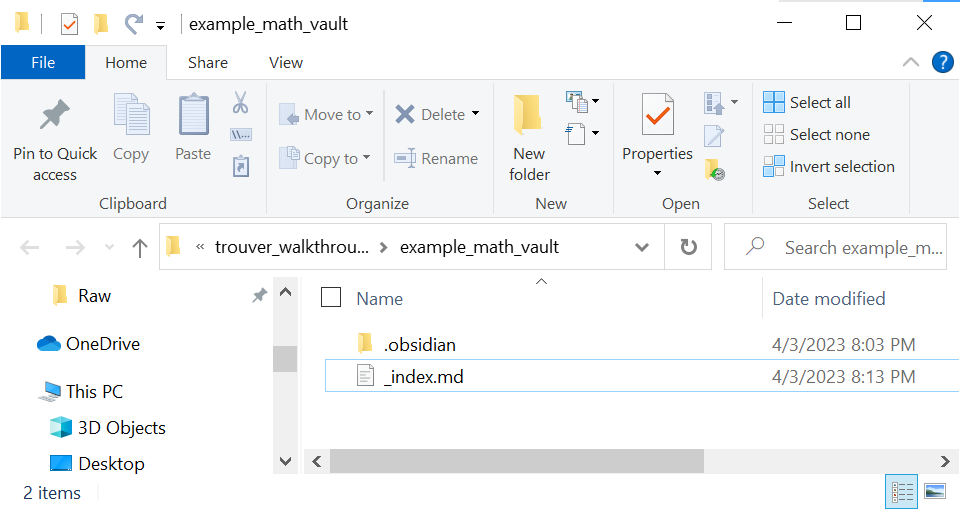 example_math_vault
File Home Share View
Pin to Quick access
Copy
Paste
Clipboard
Move to
Copy to
Delete
Rename
Organize
New folder
New
Properties
Open
Select all
Select none
Invert selection
Select
« trouver_walkthrou... > example_math_vault
Search example_m...
Raw
OneDrive
This PC
3D Objects
Desktop
Name Date modified
.obsidian 4/3/2023 8:03 PM
_index.md 4/3/2023 8:13 PM
2 items